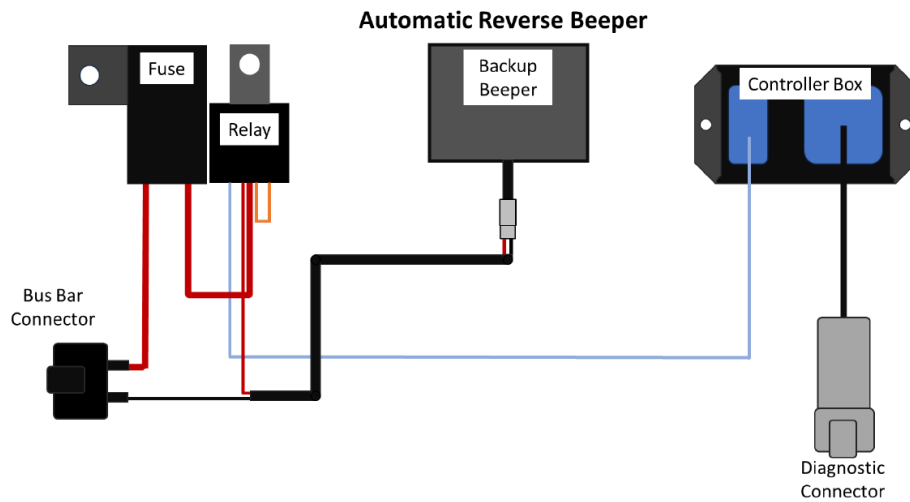 Automatic Reverse Beeper
Fuse
Relay
Backup
Beeper
Controller Box
Bus Bar
Connector
Diagnostic
Connector